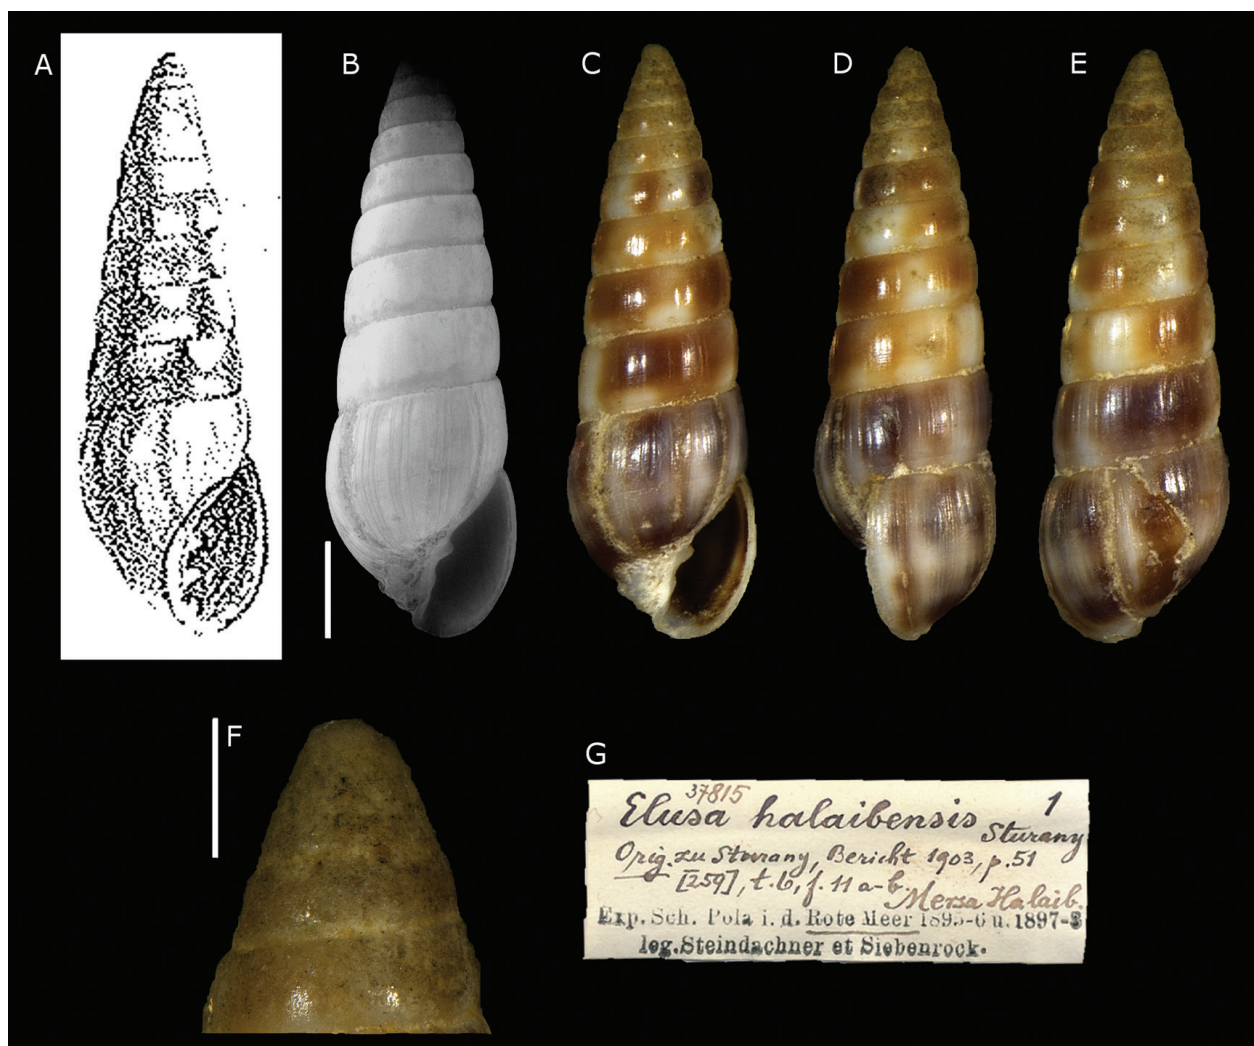 A
B
C
D
E
F
G
37815
Elusa halaibensis 1
Sturany
Orig. zu Sturany, Bericht 1903, p. 51
[259], t. 6, f. 11 a-b. Mersa Halaib.
Exp. Sch. Pola i. d. Rote Meer 1895-6 u. 1897-8
leg. Steindachner et Siebenrock.